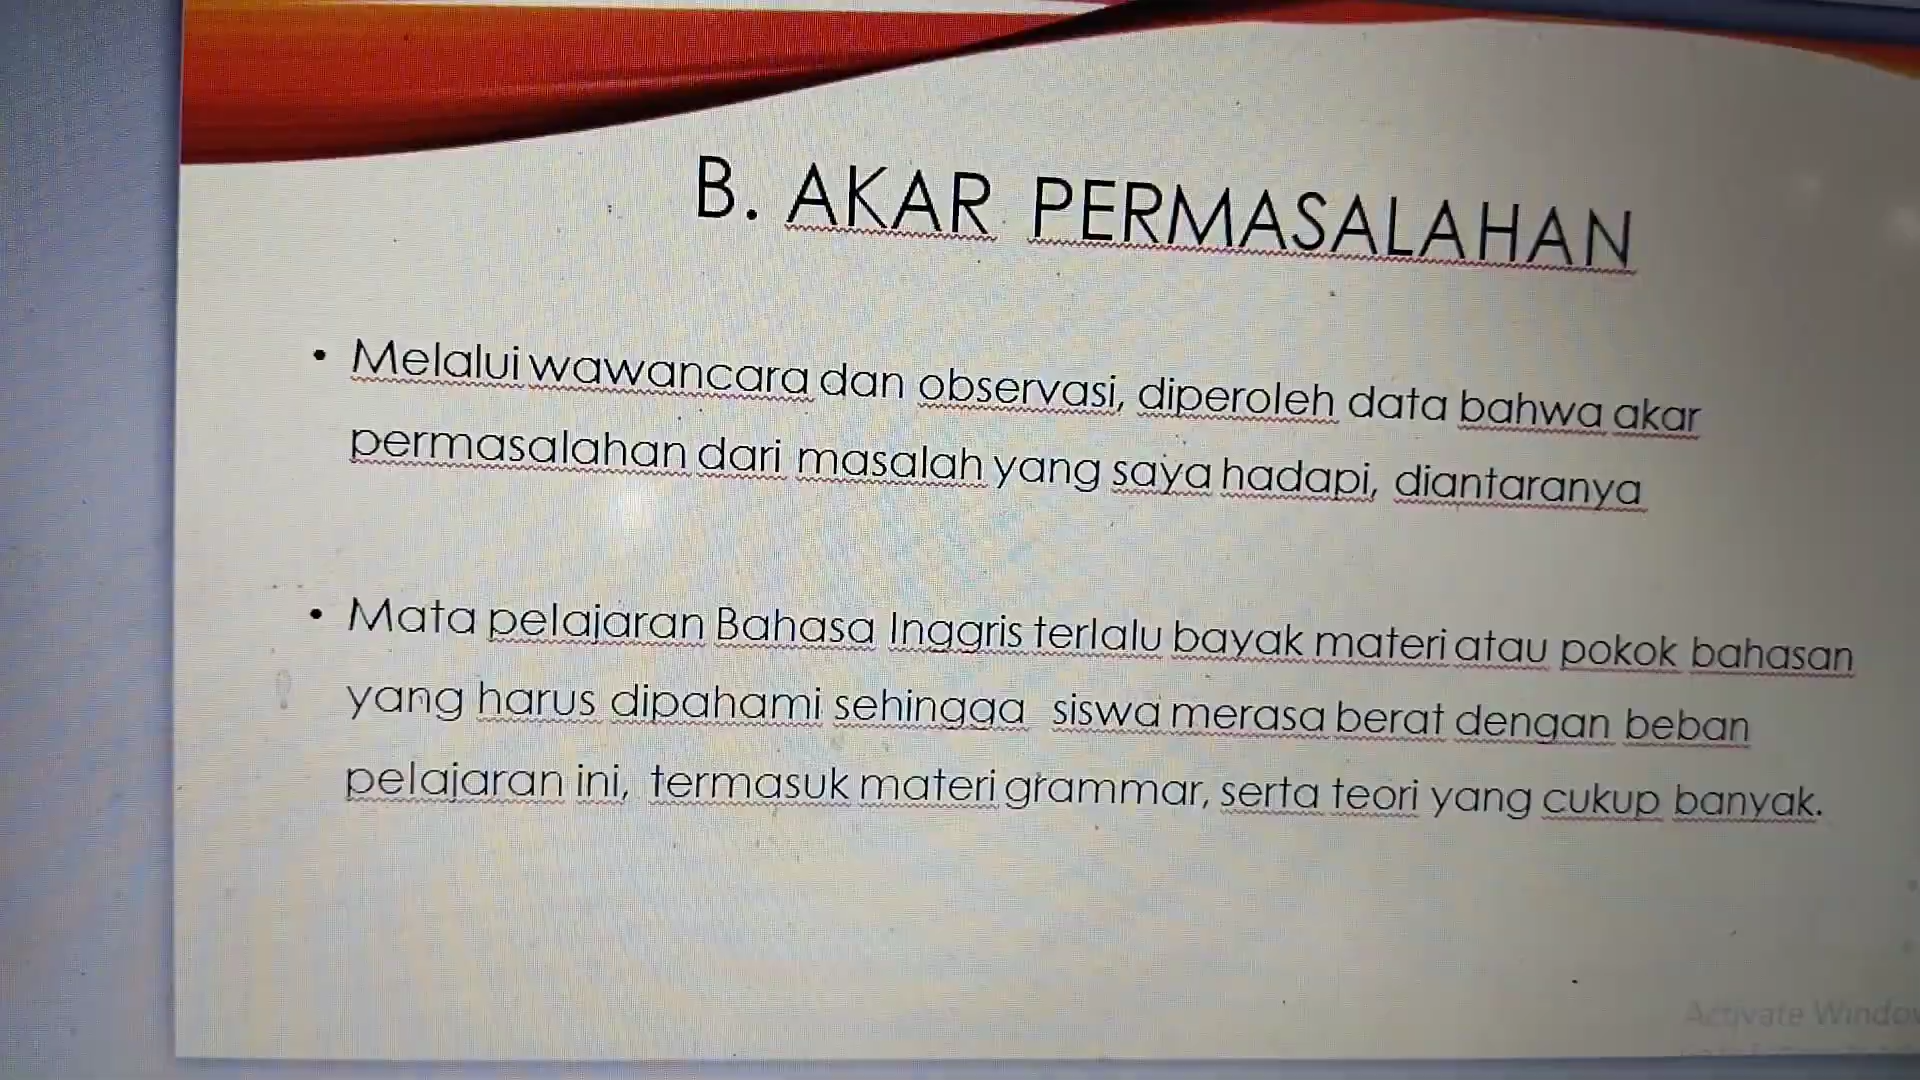 B. AKAR PERMASALAHAN
• Melalui wawancara dan observasi, diperoleh data bahwa akar
permasalahan dari masalah yang saya hadapi, diantaranya
• Mata pelajaran Bahasa Inggris terlalu bayak materi atau pokok bahasan
yang harus dipahami sehingga siswa merasa berat dengan beban
pelajaran ini, termasuk materi grammar, serta teori yang cukup banyak.
Activate Window